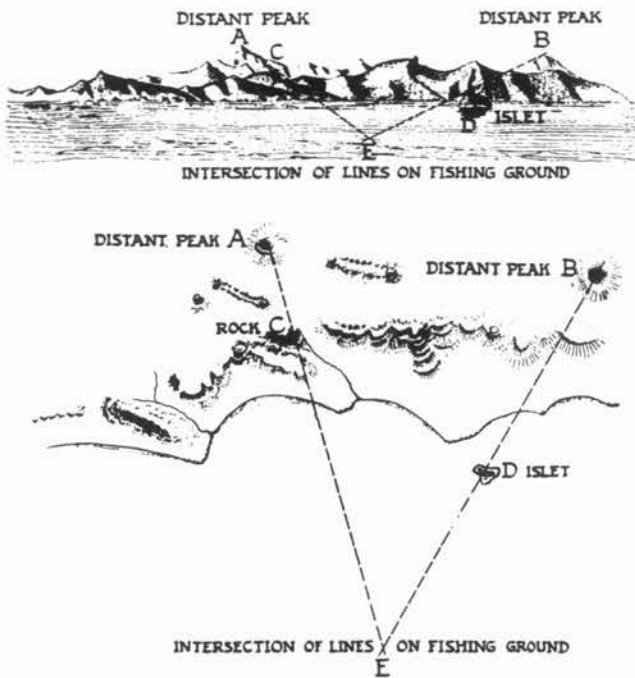 DISTANT PEAK
A
C
DISTANT PEAK
B
D
ISLET
E
INTERSECTION OF LINES ON FISHING GROUND
DISTANT PEAK A
DISTANT PEAK B
ROCK C
D ISLET
INTERSECTION OF LINES ON FISHING GROUND
E